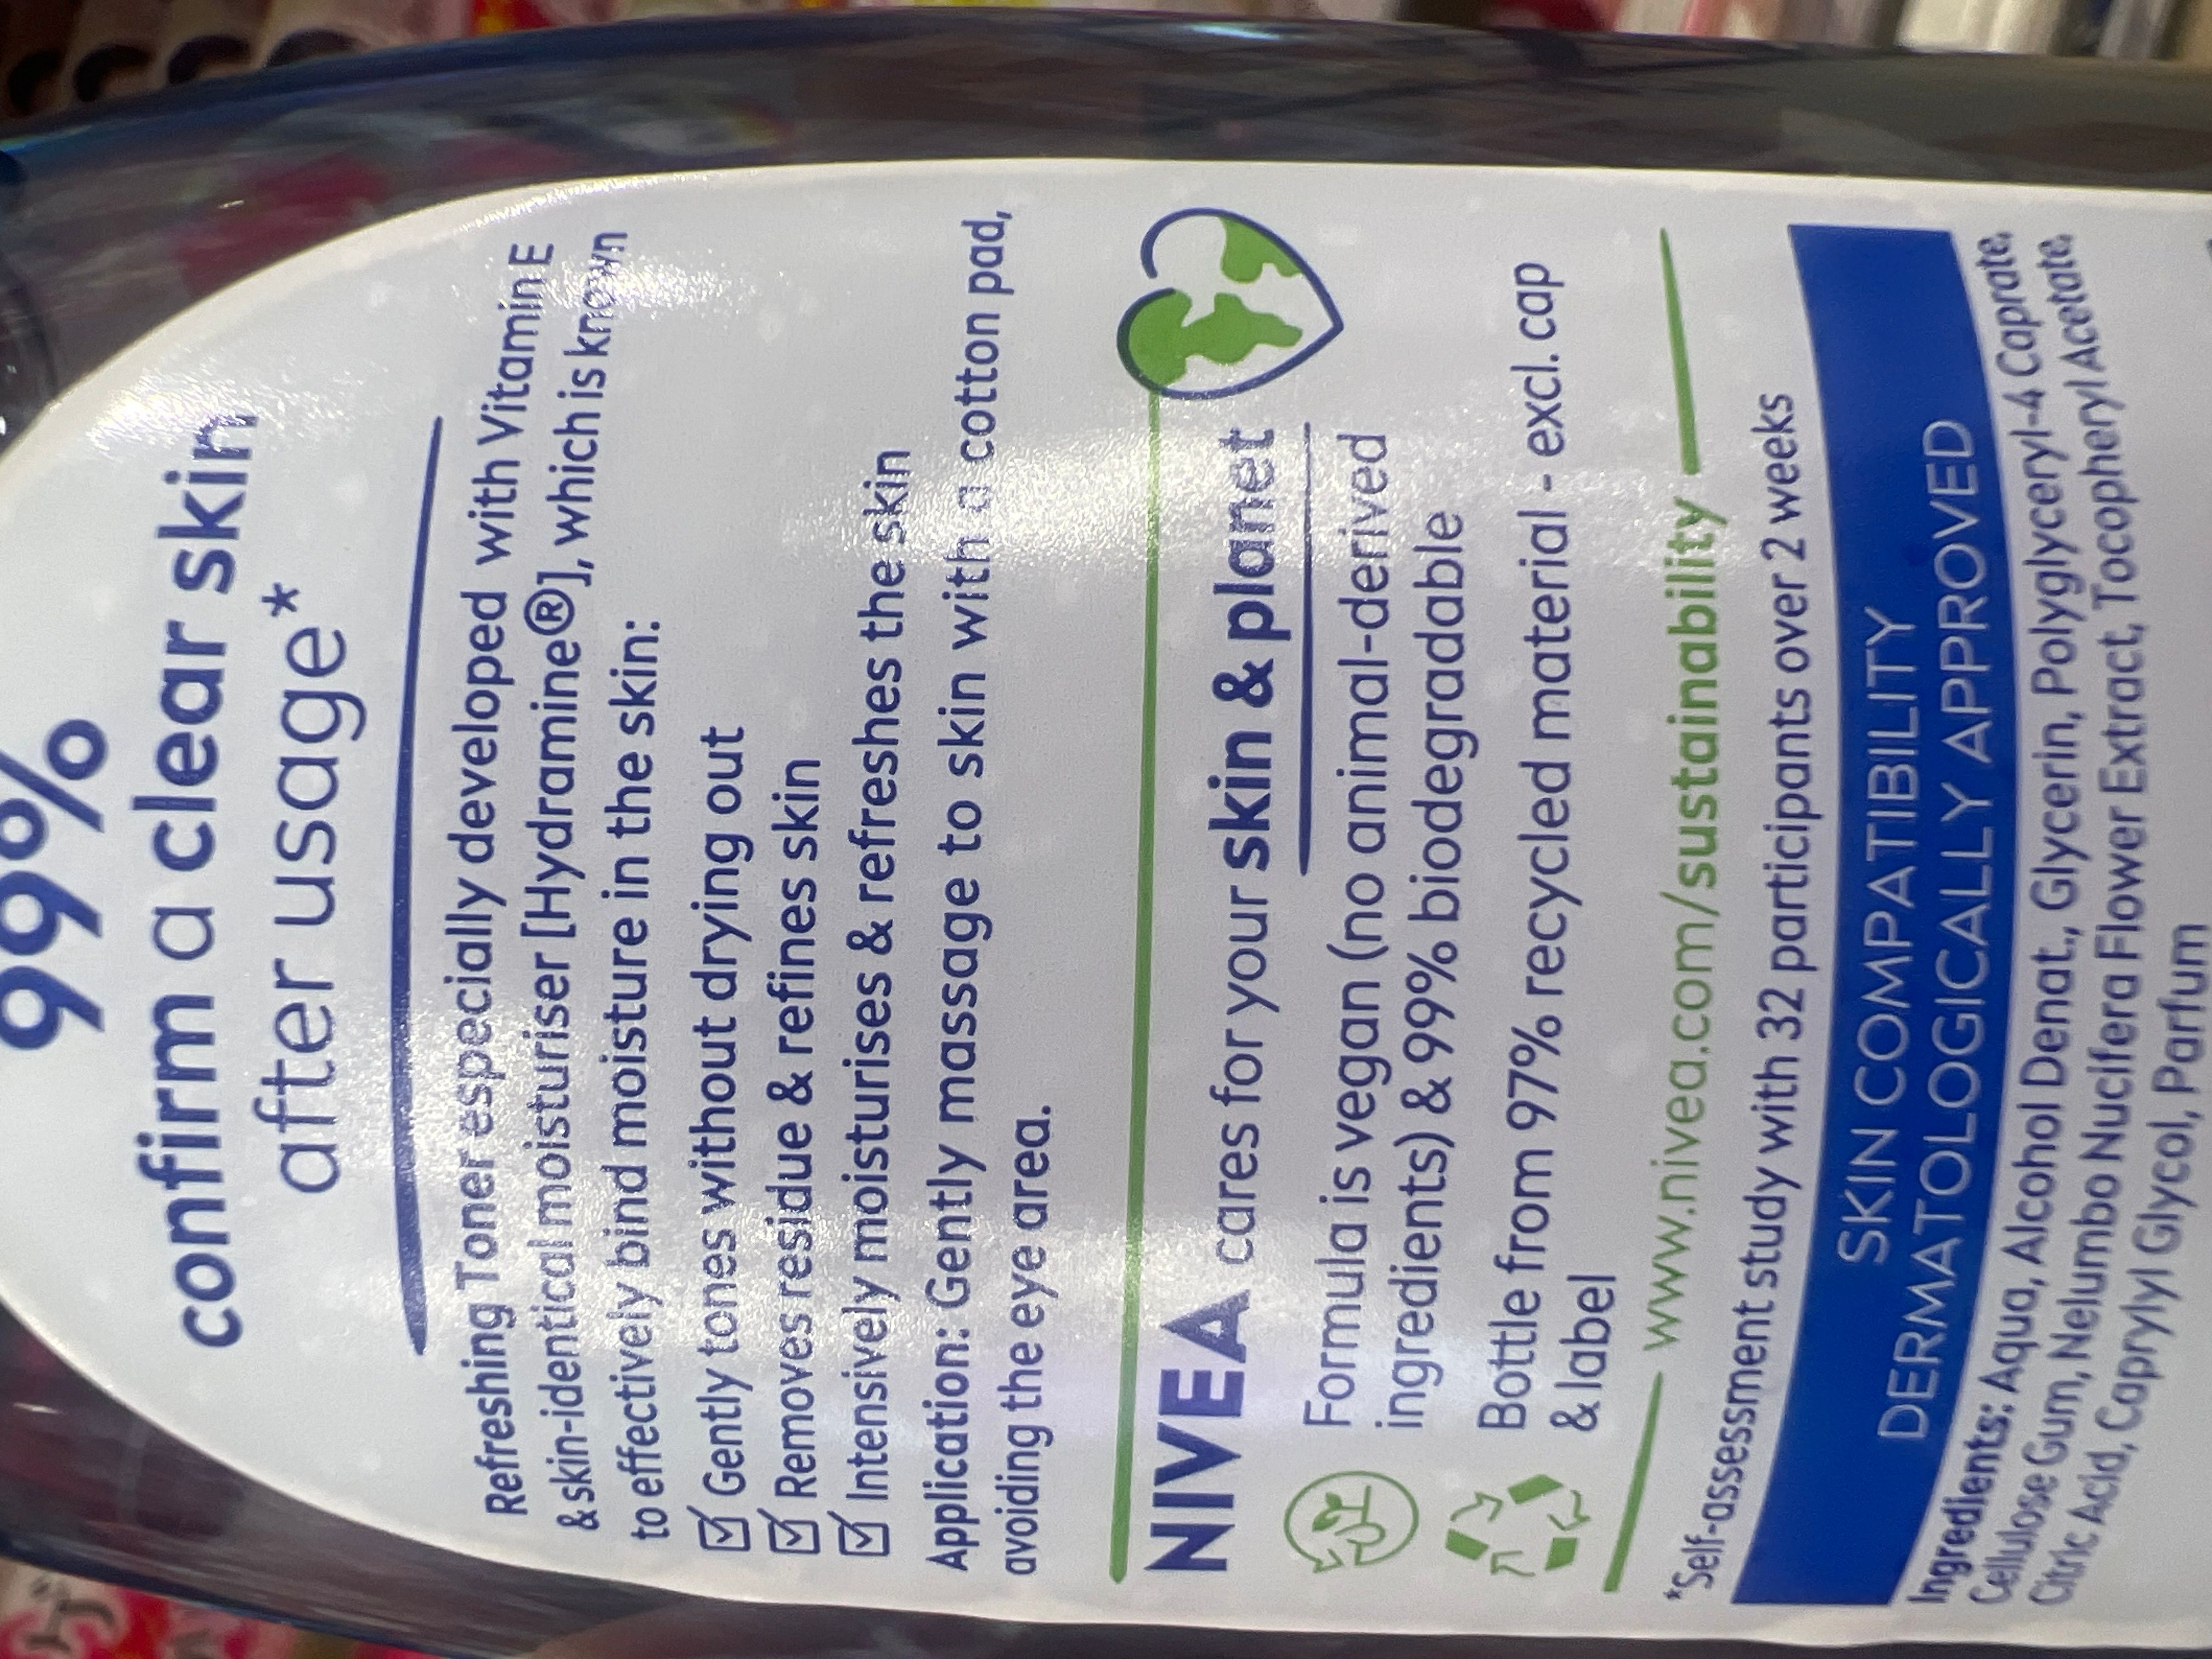 99%
confirm a clear skin
after usage*
Refreshing Toner especially developed with Vitamin E
& skin-identical moisturiser [Hydramine®], which is known
to effectively bind moisture in the skin:
Gently tones without drying out
Removes residue & refines skin
Intensively moisturises & refreshes the skin
Application: Gently massage to skin with a cotton pad,
avoiding the eye area.
NIVEA cares for your skin & planet
Formula is vegan (no animal-derived
ingredients) & 99% biodegradable
Bottle from 97% recycled material - excl. cap
& label
www.nivea.com/sustainability
*Self-assessment study with 32 participants over 2 weeks
SKIN COMPATIBILITY
DERMATOLOGICALLY APPROVED
Ingredients: Aqua, Alcohol Denat., Glycerin, Polyglyceryl-4 Caprate,
Cellulose Gum, Nelumbo Nucifera Flower Extract, Tocopheryl Acetate,
Citric Acid, Caprylyl Glycol, Parfum